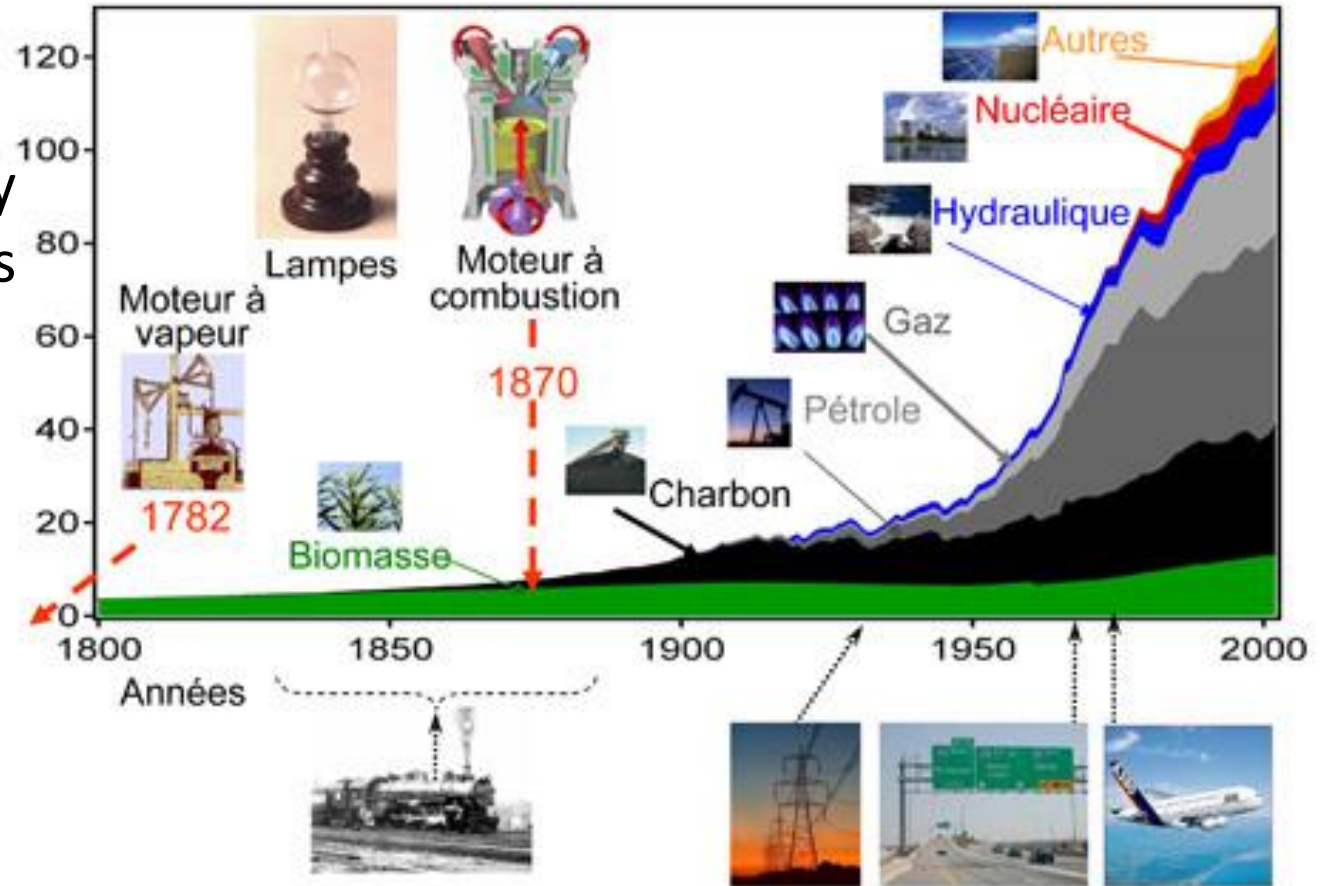 120
100
80
60
40
20
0
y
s
Lampes
Moteur à
combustion
1870
Moteur à
vapeur
1782
Biomasse
Charbon
Pétrole
Gaz
Hydraulique
Nucléaire
Autres
1800
1850
1900
1950
2000
Années